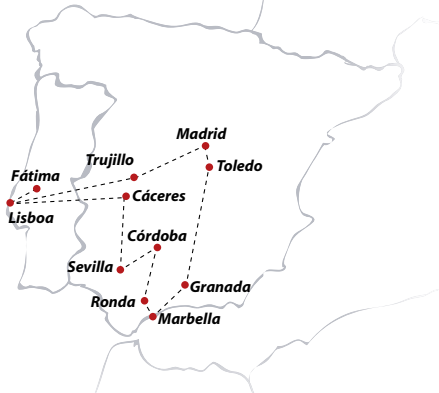 Madrid
Trujillo
Toledo
Fátima
Cáceres
Lisboa
Córdoba
Sevilla
Granada
Ronda
Marbella